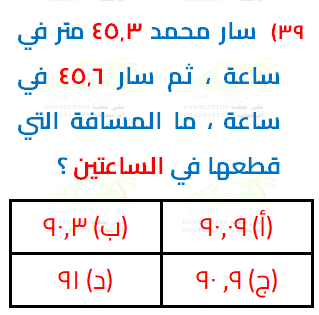 ٣٩) سار محمد ٤٥,٣ متر في
ساعة ، ثم سار ٤٥,٦ في
ساعة ، ما المسافة التي
قطعها في الساعتين ؟
(أ) ٩٠,٠٩ (ب) ٩٠,٣
(ج) ٩٠,٩ (د) ٩١